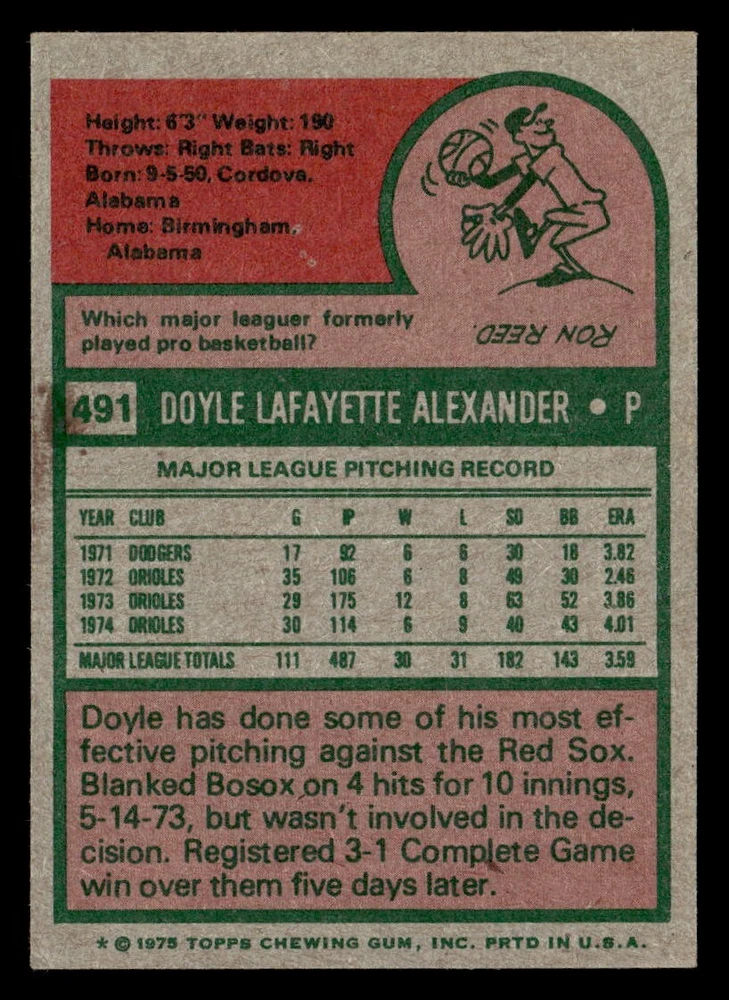 Height: 6'3" Weight: 190
Throws: Right Bats: Right
Born: 9-5-50, Cordova,
Alabama
Home: Birmingham,
Alabama
Which major leaguer formerly
played pro basketball?
RON REED.
491 DOYLE LAFAYETTE ALEXANDER • P
MAJOR LEAGUE PITCHING RECORD
YEAR CLUB G IP W L SO BB ERA
1971 DODGERS 17 92 6 6 30 18 3.82
1972 ORIOLES 35 106 6 8 49 30 2.46
1973 ORIOLES 29 175 12 8 63 52 3.86
1974 ORIOLES 30 114 6 9 40 43 4.01
MAJOR LEAGUE TOTALS 111 487 30 31 182 143 3.59
Doyle has done some of his most ef-
fective pitching against the Red Sox.
Blanked Bosox on 4 hits for 10 innings,
5-14-73, but wasn't involved in the de-
cision. Registered 3-1 Complete Game
win over them five days later.
* © 1975 TOPPS CHEWING GUM, INC. PRTD IN U.S.A.